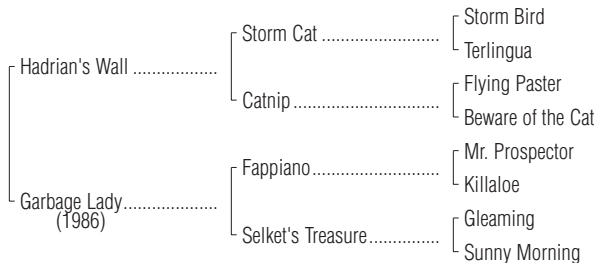 Storm Bird
Storm Cat ........................
Terlingua
Hadrian's Wall .................
Flying Paster
Catnip ..............................
Beware of the Cat
Mr. Prospector
Fappiano..........................
Killaloe
Garbage Lady...................
(1986)
Gleaming
Selket's Treasure..............
Sunny Morning